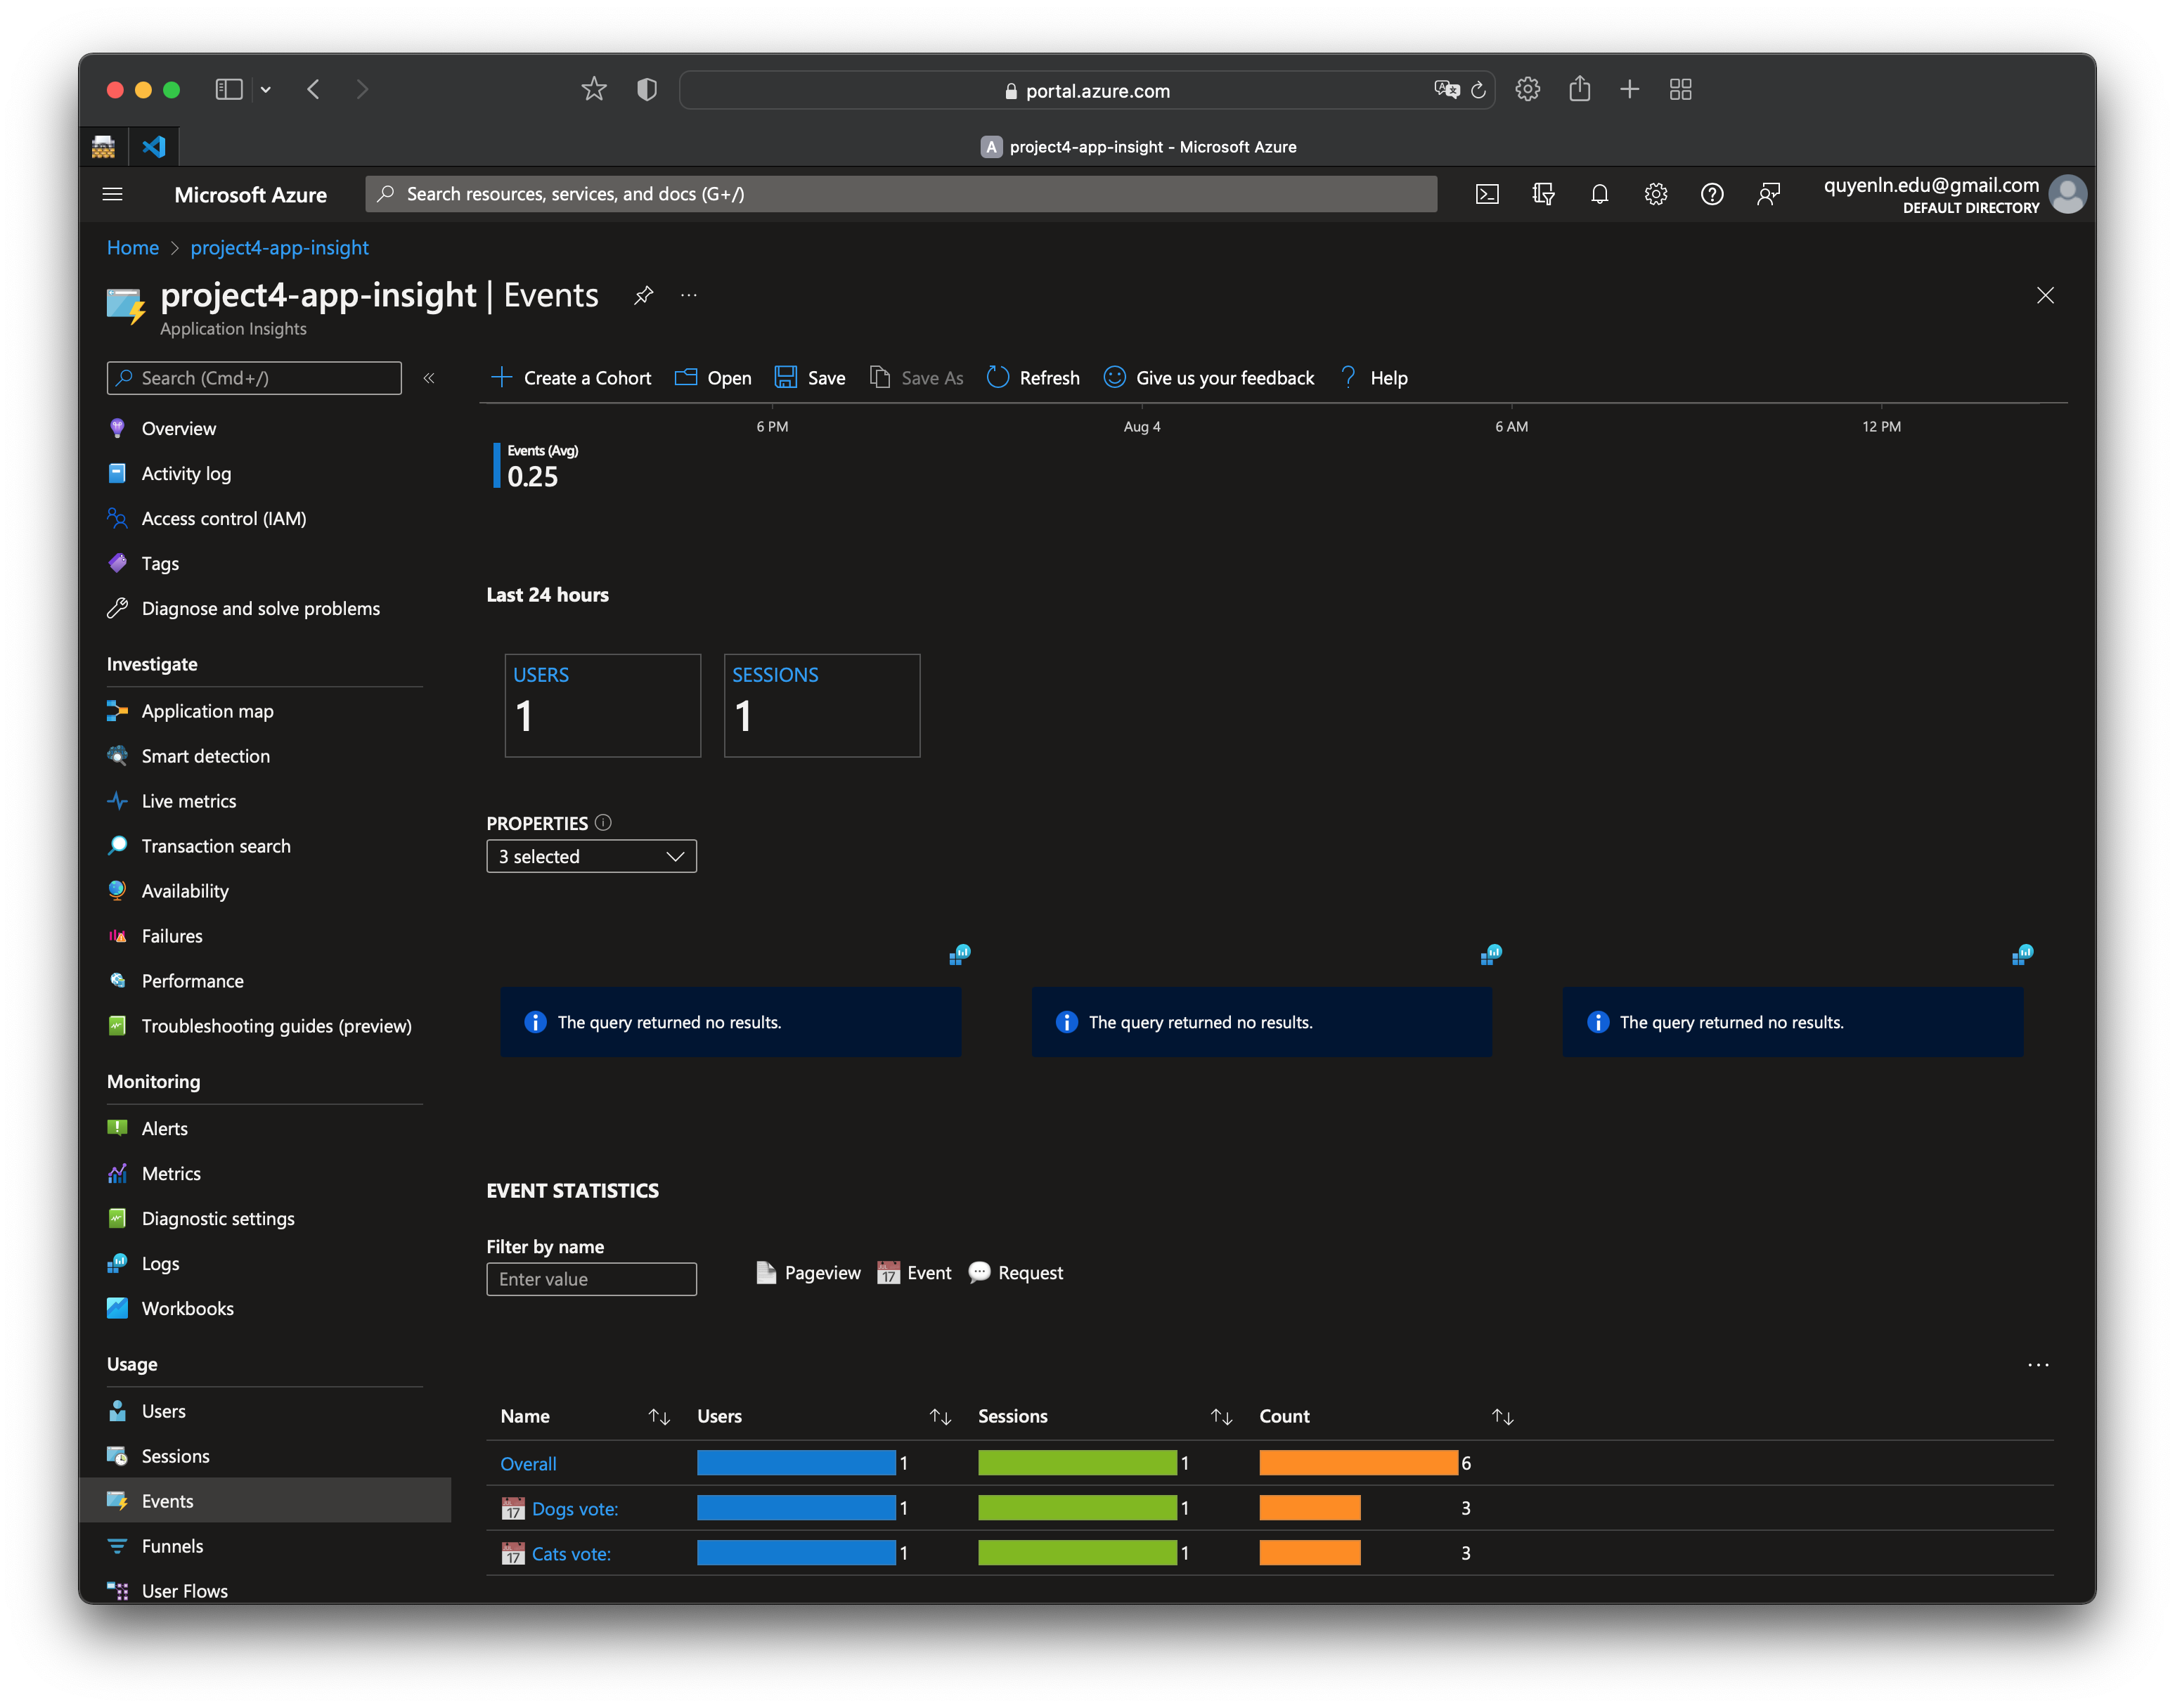 portal.azure.com
A project4-app-insight - Microsoft Azure
Microsoft Azure
Search resources, services, and docs (G+/)
quyenln.edu@gmail.com
DEFAULT DIRECTORY
Home > project4-app-insight
project4-app-insight | Events
Application Insights
Search (Cmd+/)
Create a Cohort
Open
Save
Save As
Refresh
Give us your feedback
Help
Overview
Activity log
Access control (IAM)
Tags
Diagnose and solve problems
Investigate
Application map
Smart detection
Live metrics
Transaction search
Availability
Failures
Performance
Troubleshooting guides (preview)
Monitoring
Alerts
Metrics
Diagnostic settings
Logs
Workbooks
Usage
Users
Sessions
Events
Funnels
User Flows
6 PM
Aug 4
6 AM
12 PM
Events (Avg)
0.25
Last 24 hours
USERS
1
SESSIONS
1
PROPERTIES
3 selected
The query returned no results.
The query returned no results.
The query returned no results.
EVENT STATISTICS
Filter by name
Enter value
Pageview
17 Event
Request
Name Users Sessions Count
Overall 1 1 6
17 Dogs vote: 1 1 3
17 Cats vote: 1 1 3